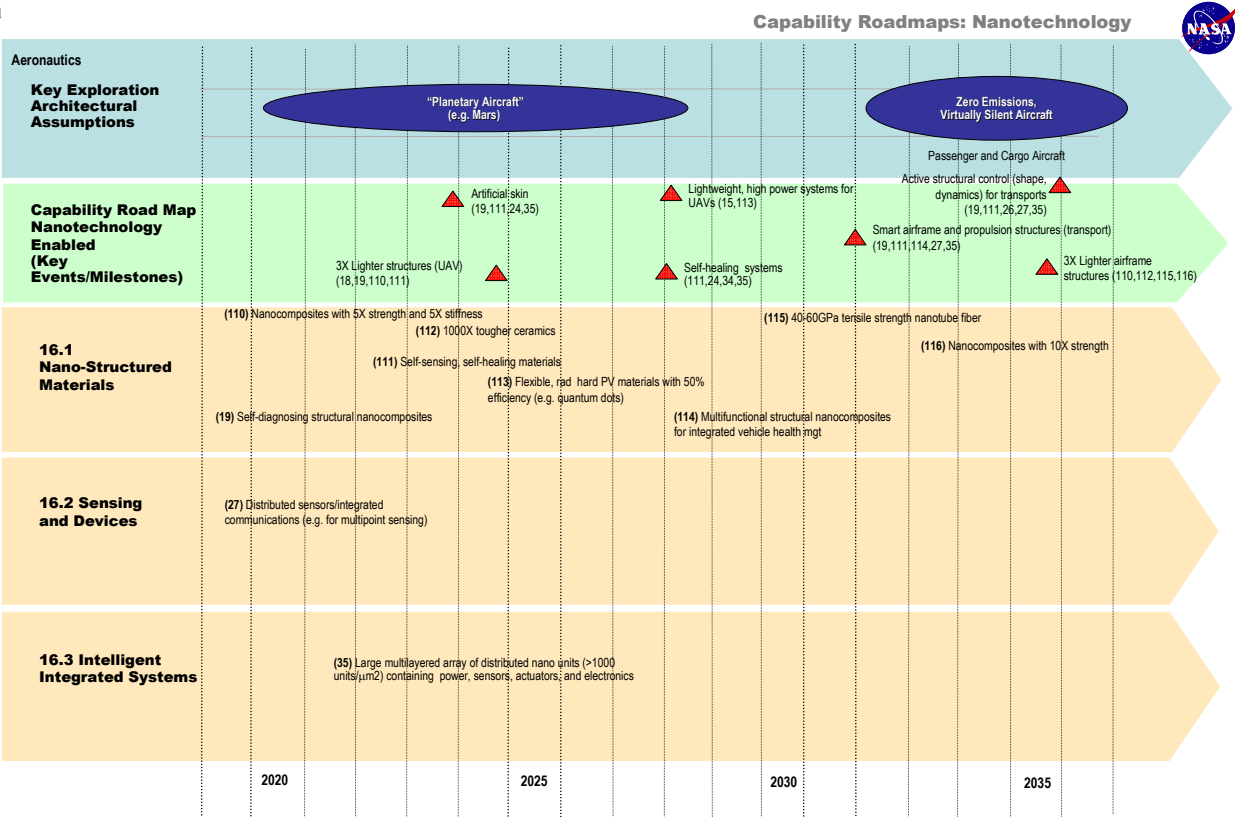 Capability Roadmaps: Nanotechnology
NASA
Aeronautics
Key Exploration
Architectural
Assumptions
“Planetary Aircraft”
(e.g. Mars)
Zero Emissions,
Virtually Silent Aircraft
Passenger and Cargo Aircraft
Capability Road Map
Nanotechnology
Enabled
(Key
Events/Milestones)
Artificial skin
(19,111,24,35)
Lightweight, high power systems for
UAVs (15,113)
Active structural control (shape,
dynamics) for transports
(19,111,26,27,35)
Smart airframe and propulsion structures (transport)
(19,111,114,27,35)
3X Lighter structures (UAV)
(18,19,110,111)
Self-healing systems
(111,24,34,35)
3X Lighter airframe
structures (110,112,115,116)
16.1
Nano-Structured
Materials
(110) Nanocomposites with 5X strength and 5X stiffness
(112) 1000X tougher ceramics
(115) 40-60GPa tensile strength nanotube fiber
(116) Nanocomposites with 10X strength
(111) Self-sensing, self-healing materials
(113) Flexible, rad hard PV materials with 50%
efficiency (e.g. quantum dots)
(19) Self-diagnosing structural nanocomposites
(114) Multifunctional structural nanocomposites
for integrated vehicle health mgt
16.2 Sensing
and Devices
(27) Distributed sensors/integrated
communications (e.g. for multipoint sensing)
16.3 Intelligent
Integrated Systems
(35) Large multilayered array of distributed nano units (>1000
units/µm2) containing power, sensors, actuators, and electronics
2020
2025
2030
2035